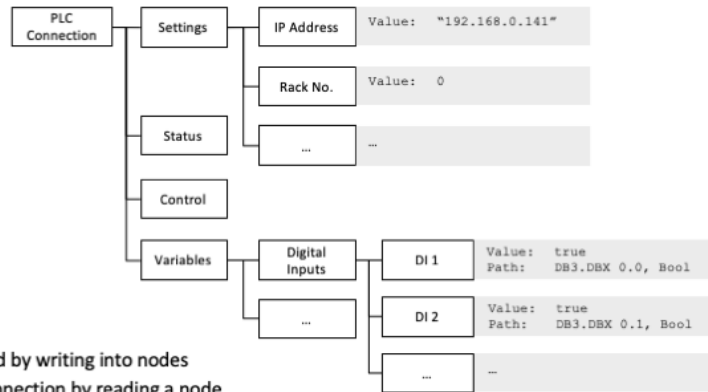 PLC
Connection
Settings
IP Address
Value: "192.168.0.141"
Rack No.
Value: 0
...
...
Status
Control
Variables
Digital
Inputs
DI 1
Value: true
Path: DB3.DBX 0.0, Bool
...
DI 2
Value: true
Path: DB3.DBX 0.1, Bool
...
...
by writing into nodes
by reading a node